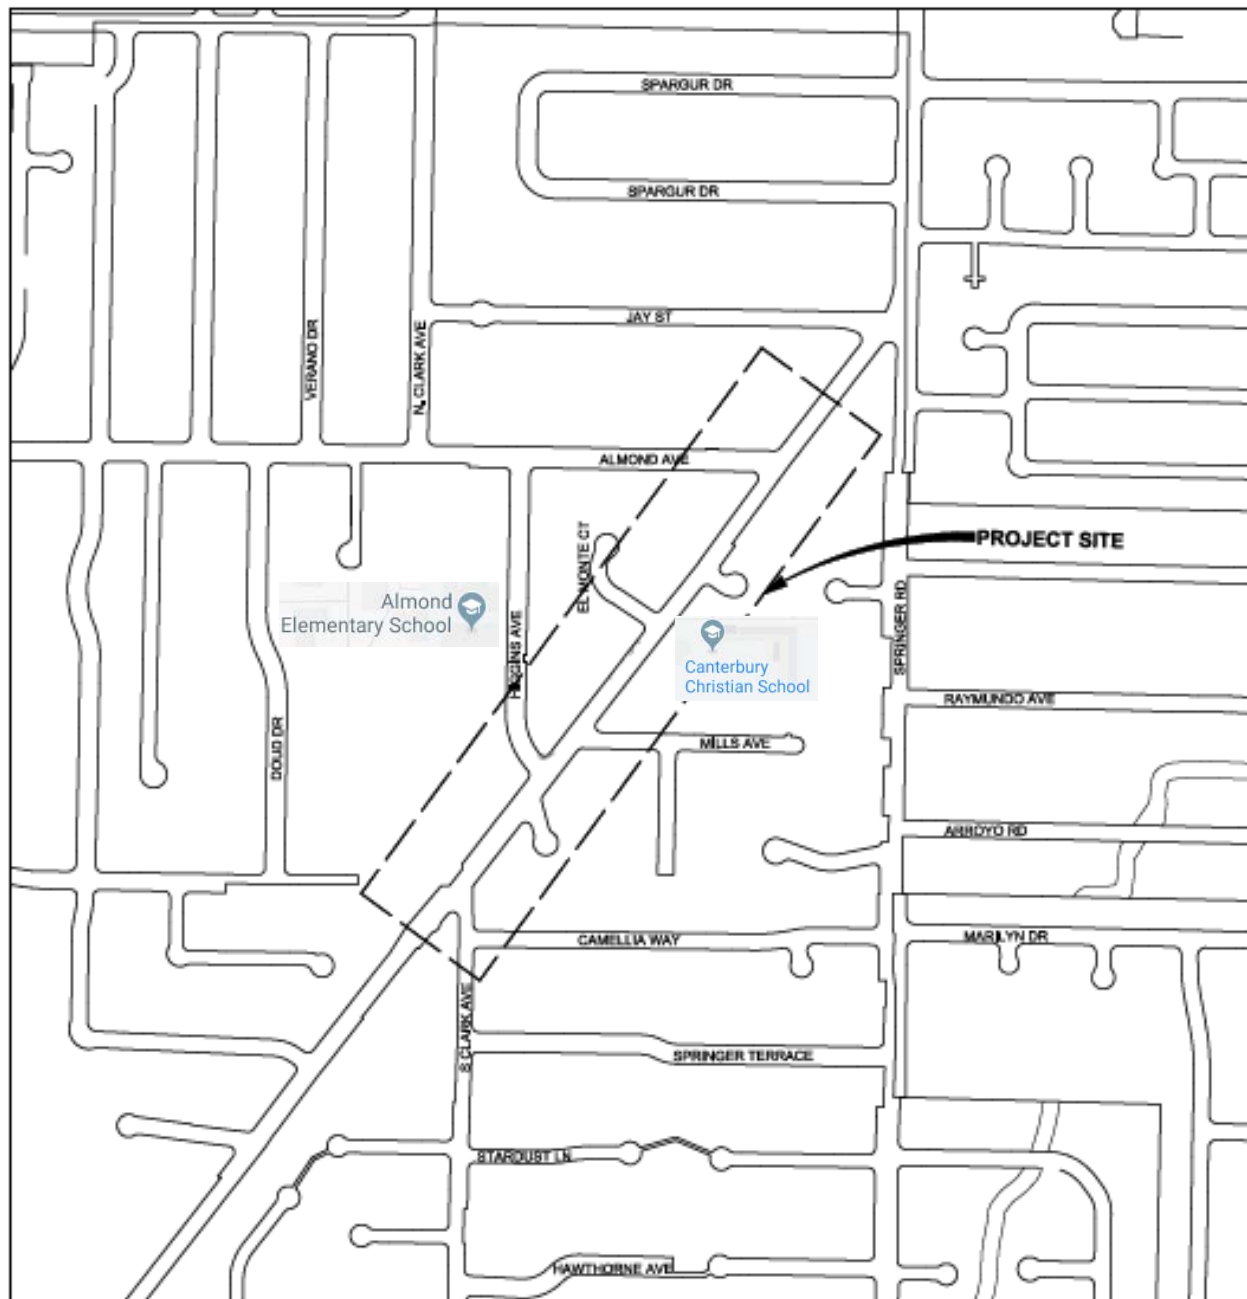 SPARGUR DR
SPARGUR DR
JAY ST
VERANO DR
N. CLARK AVE
ALMOND AVE
EL MONTE CT
PROJECT SITE
Almond
Elementary School
HIGGINS AVE
SPRINGER RD
Canterbury
Christian School
RAYMUNDO AVE
DOUD DR
MILLS AVE
ARROYO RD
CAMELLIA WAY
MARILYN DR
S CLARK AVE
SPRINGER TERRACE
STARDUST LN
HAWTHORNE AVE